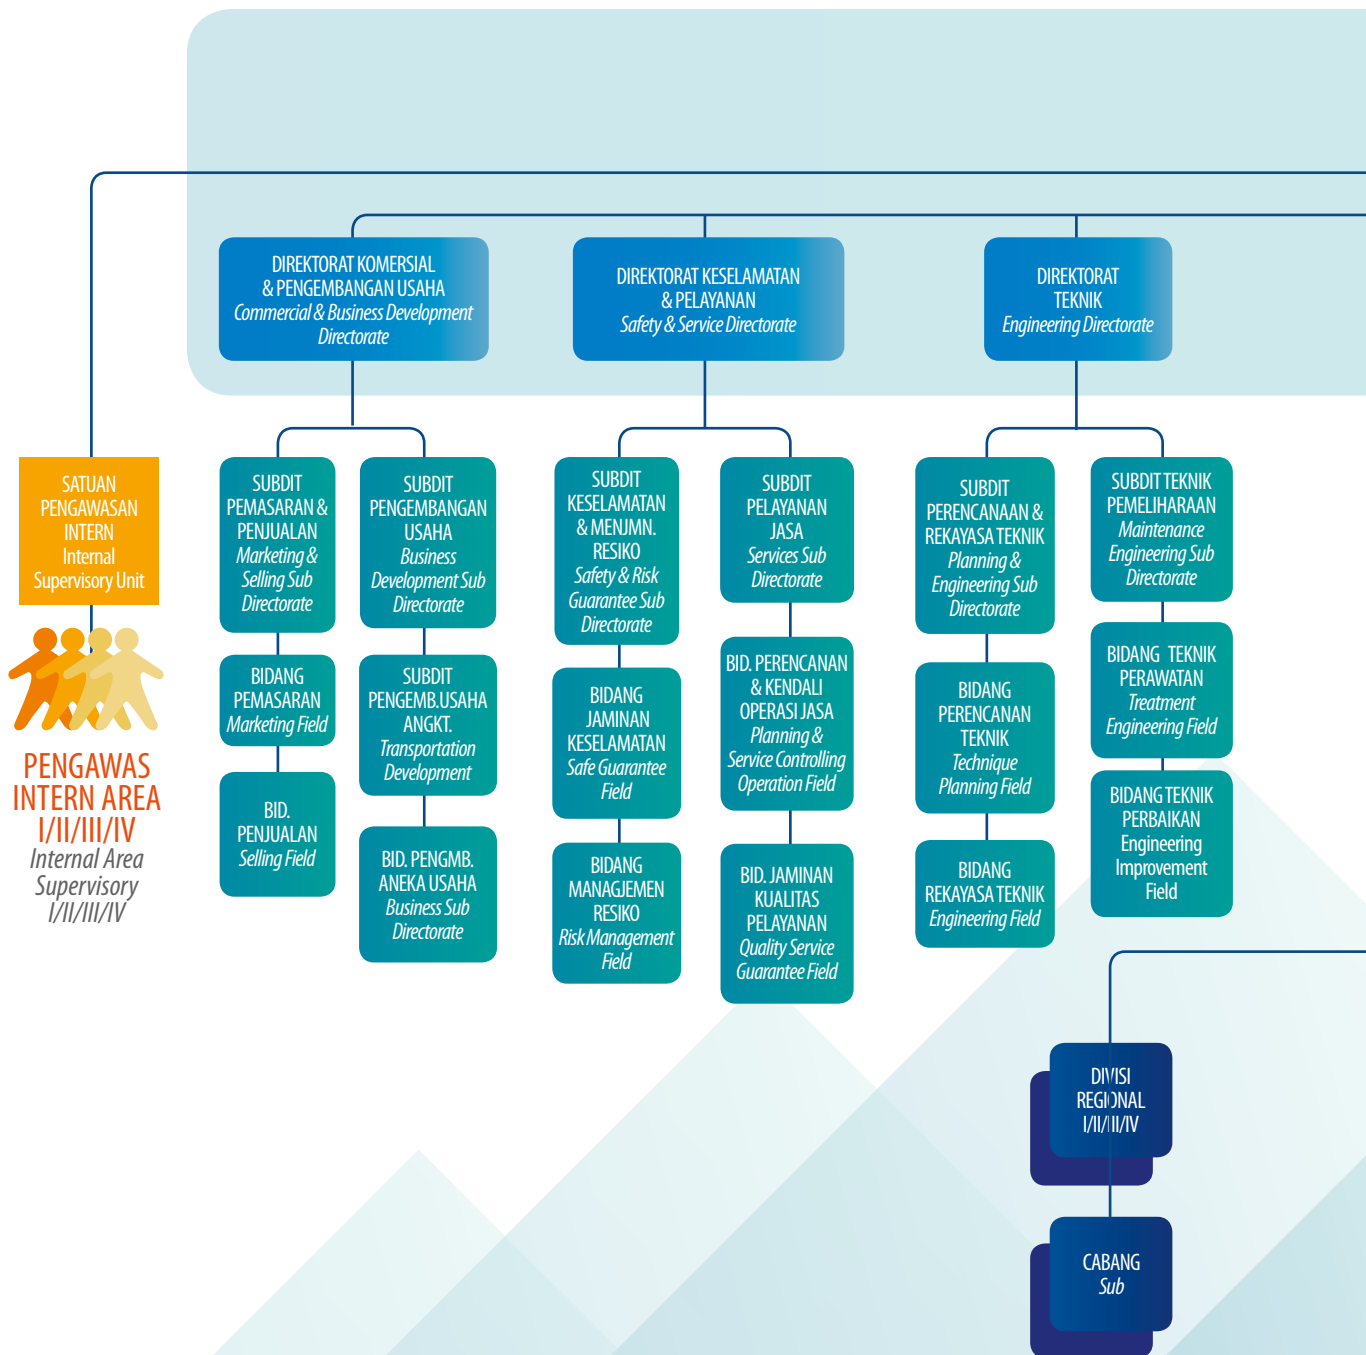 DIREKTORAT KOMERSIAL
& PENGEMBANGAN USAHA
Commercial & Business Development
Directorate
DIREKTORAT KESELAMATAN
& PELAYANAN
Safety & Service Directorate
DIREKTORAT
TEKNIK
Engineering Directorate
SATUAN
PENGAWASAN
INTERN
Internal
Supervisory Unit
PENGAWAS
INTERN AREA
I/II/III/IV
Internal Area
Supervisory
I/II/III/IV
SUBDIT
PEMASARAN &
PENJUALAN
Marketing &
Selling Sub
Directorate
BIDANG
PEMASARAN
Marketing Field
BID.
PENJUALAN
Selling Field
SUBDIT
PENGEMBANGAN
USAHA
Business
Development Sub
Directorate
SUBDIT
PENGEMB.USAHA
ANGKT.
Transportation
Development
BID. PENGMB.
ANEKA USAHA
Business Sub
Directorate
SUBDIT
KESELAMATAN
& MENJMN.
RESIKO
Safety & Risk
Guarantee Sub
Directorate
BIDANG
JAMINAN
KESELAMATAN
Safe Guarantee
Field
BIDANG
MANAGJEMEN
RESIKO
Risk Management
Field
SUBDIT
PELAYANAN
JASA
Services Sub
Directorate
BID. PERENCANAN
& KENDALI
OPERASI JASA
Planning &
Service Controlling
Operation Field
BID. JAMINAN
KUALITAS
PELAYANAN
Quality Service
Guarantee Field
SUBDIT
PERENCANAAN &
REKAYASA TEKNIK
Planning &
Engineering Sub
Directorate
BIDANG
PERENCANAN
TEKNIK
Technique
Planning Field
BIDANG
REKAYASA TEKNIK
Engineering Field
SUBDIT TEKNIK
PEMELIHARAAN
Maintenance
Engineering Sub
Directorate
BIDANG TEKNIK
PERAWATAN
Treatment
Engineering Field
BIDANG TEKNIK
PERBAIKAN
Engineering
Improvement
Field
DIVISI
REGIONAL
I/II/III/IV
CABANG
Sub